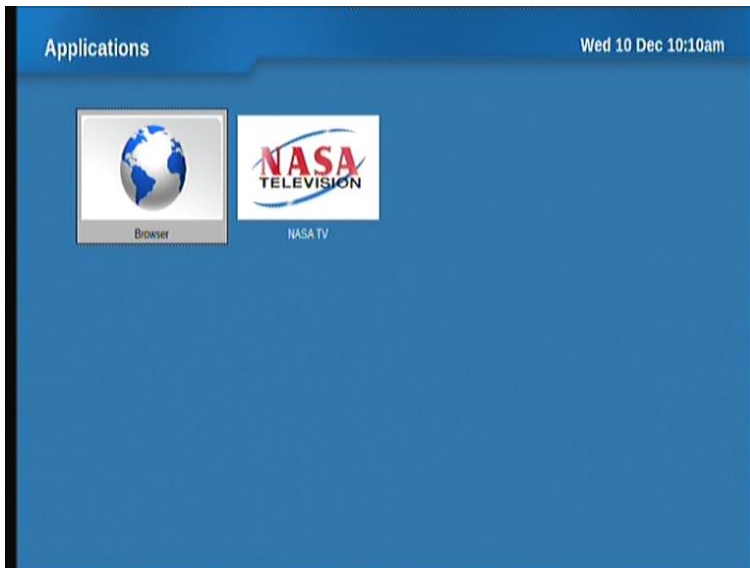 Applications
Wed 10 Dec 10:10am
NASA
TELEVISION
Browser
NASA TV